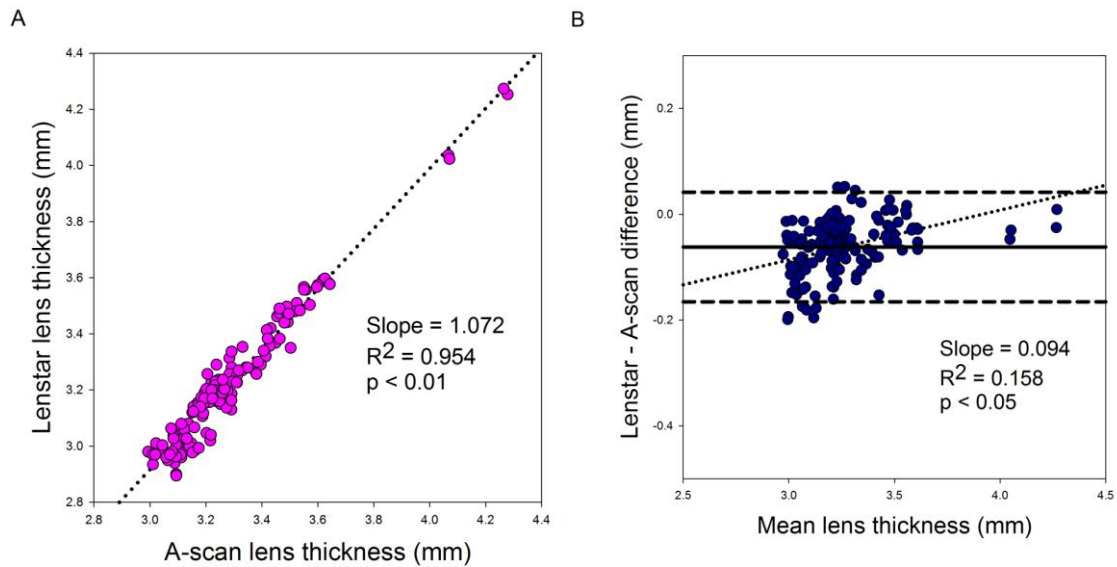 A
Lenstar lens thickness (mm)
4.4
4.2
4.0
3.8
3.6
3.4
3.2
3.0
2.8
Slope = 1.072
R2 = 0.954
p < 0.01
2.8 3.0 3.2 3.4 3.6 3.8 4.0 4.2 4.4
A-scan lens thickness (mm)
B
Lenstar - A-scan difference (mm)
0.2
0.0
-0.2
-0.4
Slope = 0.094
R2 = 0.158
p < 0.05
2.5 3.0 3.5 4.0 4.5
Mean lens thickness (mm)